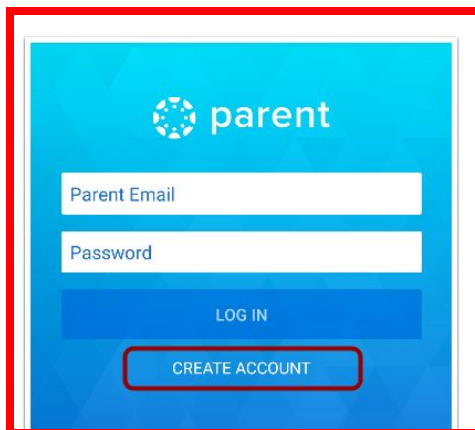 parent
Parent Email
Password
LOG IN
CREATE ACCOUNT